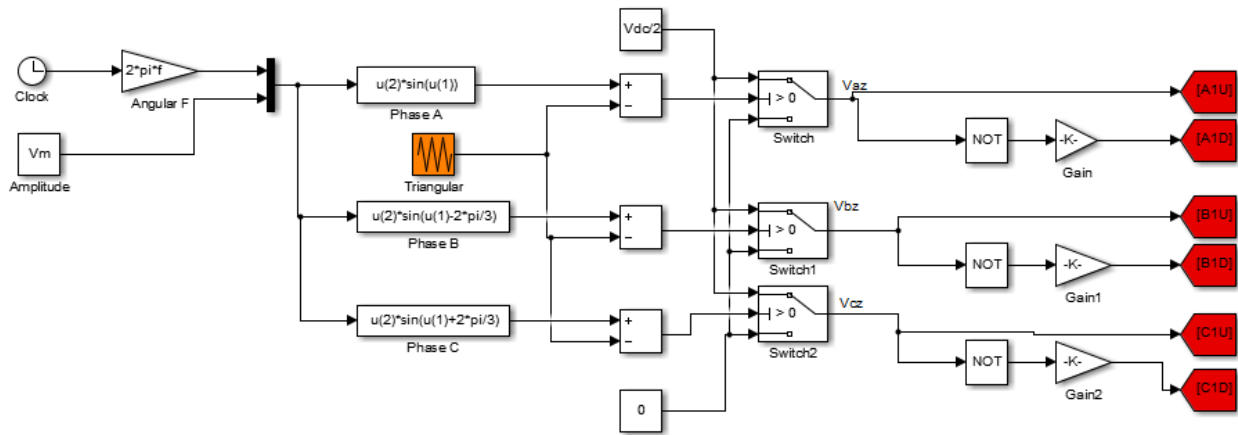 Clock
2*pi*f
Angular F
Vm
Amplitude
u(2)*sin(u(1))
Phase A
Triangular
u(2)*sin(u(1)-2*pi/3)
Phase B
u(2)*sin(u(1)+2*pi/3)
Phase C
Vdc/2
+
−
+
−
+
−
0
> 0
Switch
> 0
Switch1
> 0
Switch2
Vaz
NOT
-K-
Gain
[A1U]
[A1D]
Vbz
NOT
-K-
Gain1
[B1U]
[B1D]
Vcz
NOT
-K-
Gain2
[C1U]
[C1D]